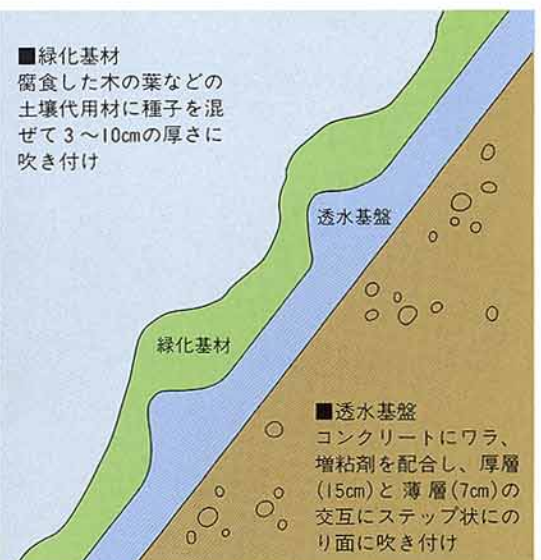 ■緑化基材
腐食した木の葉などの
土壌代用材に種子を混
ぜて3〜10cmの厚さに
吹き付け
透水基盤
緑化基材
■透水基盤
コンクリートにワラ、
増粘剤を配合し、厚層
(15cm)と薄層(7cm)の
交互にステップ状にの
り面に吹き付け